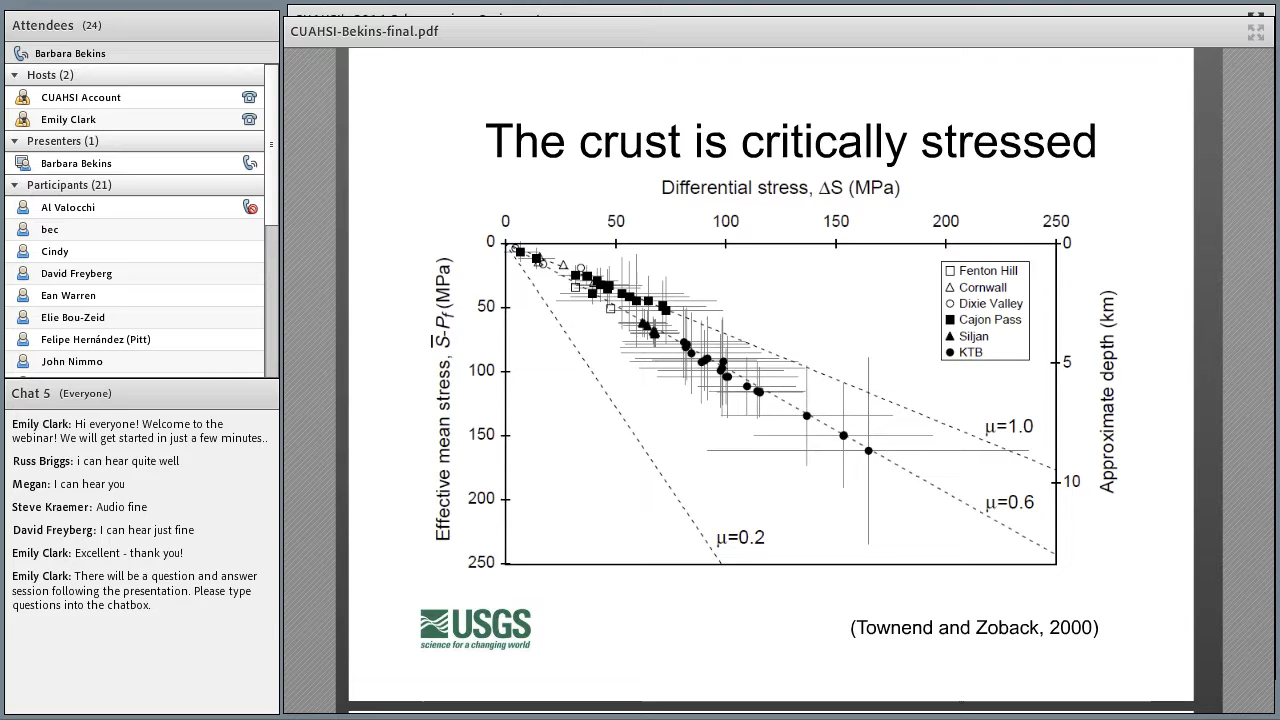 Attendees (24)
Barbara Bekins
Hosts (2)
CUAHSI Account
Emily Clark
Presenters (1)
Barbara Bekins
Participants (21)
Al Valocchi
bec
Cindy
David Freyberg
Ean Warren
Elie Bou-Zeid
Felipe Hernández (Pitt)
John Nimmo
Chat 5 (Everyone)
Emily Clark: Hi everyone! Welcome to the
webinar! We will get started in just a few minutes..
Russ Briggs: i can hear quite well
Megan: I can hear you
Steve Kraemer: Audio fine
David Freyberg: I can hear just fine
Emily Clark: Excellent - thank you!
Emily Clark: There will be a question and answer
session following the presentation. Please type
questions into the chatbox.
CUAHSI-Bekins-final.pdf
The crust is critically stressed
Differential stress, ΔS (MPa)
0 50 100 150 200 250
Effective mean stress, S̅-Pf (MPa)
0
50
100
150
200
250
Fenton Hill
Cornwall
Dixie Valley
Cajon Pass
Siljan
KTB
μ=1.0
μ=0.6
μ=0.2
0
5
10
Approximate depth (km)
USGS
science for a changing world
(Townend and Zoback, 2000)